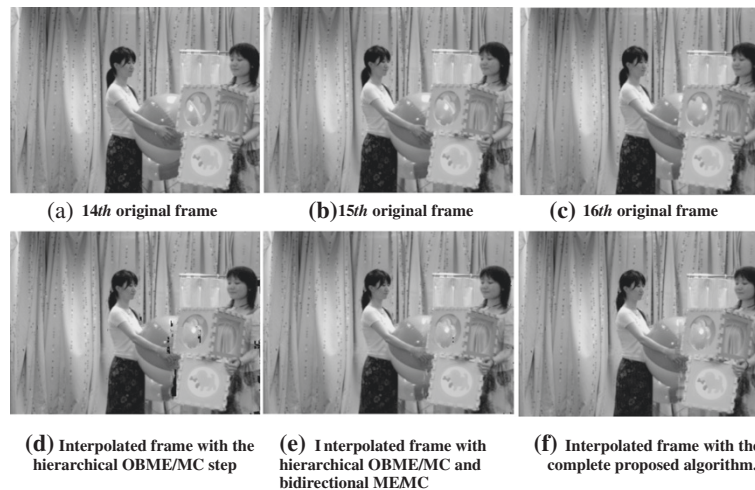 (a) 14th original frame
(b)15th original frame
(c) 16th original frame
(d) Interpolated frame with the
hierarchical OBME/MC step
(e) Interpolated frame with
hierarchical OBME/MC and
bidirectional ME/MC
(f) Interpolated frame with the
complete proposed algorithm.